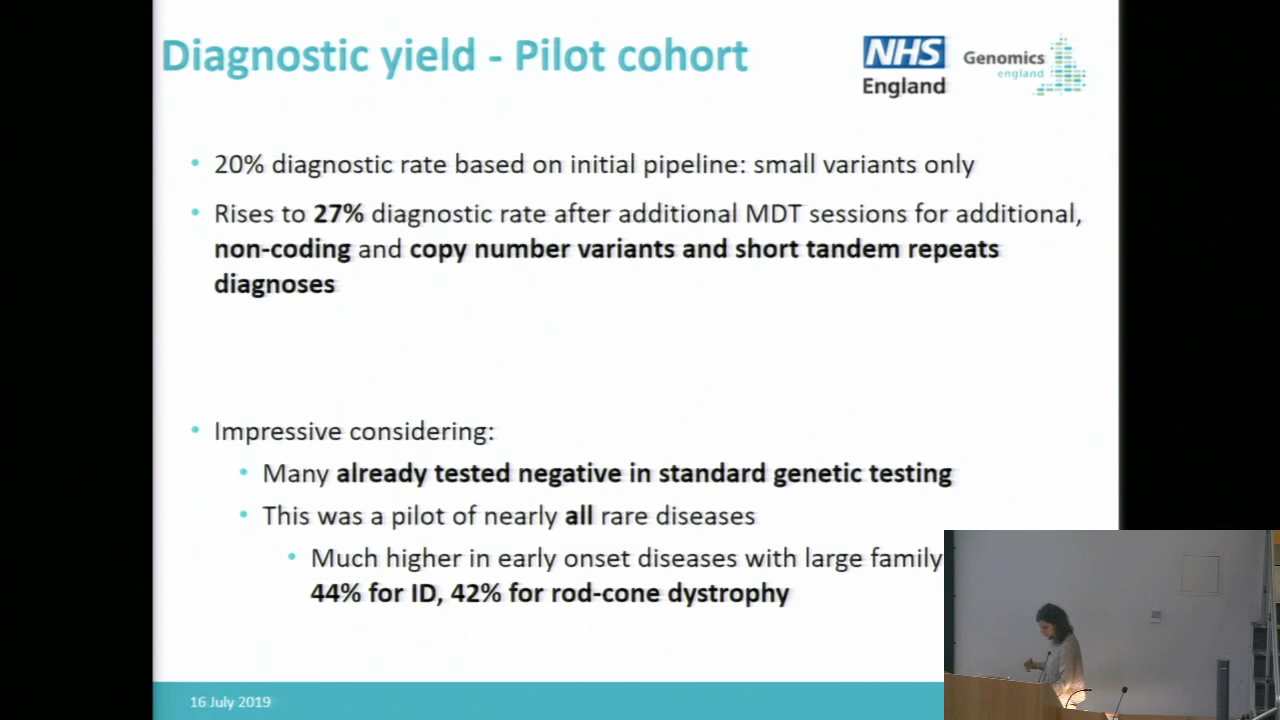 Diagnostic yield - Pilot cohort
NHS
England
Genomics
england
• 20% diagnostic rate based on initial pipeline: small variants only
• Rises to 27% diagnostic rate after additional MDT sessions for additional,
non-coding and copy number variants and short tandem repeats
diagnoses
• Impressive considering:
• Many already tested negative in standard genetic testing
• This was a pilot of nearly all rare diseases
• Much higher in early onset diseases with large family
44% for ID, 42% for rod-cone dystrophy
16 July 2019